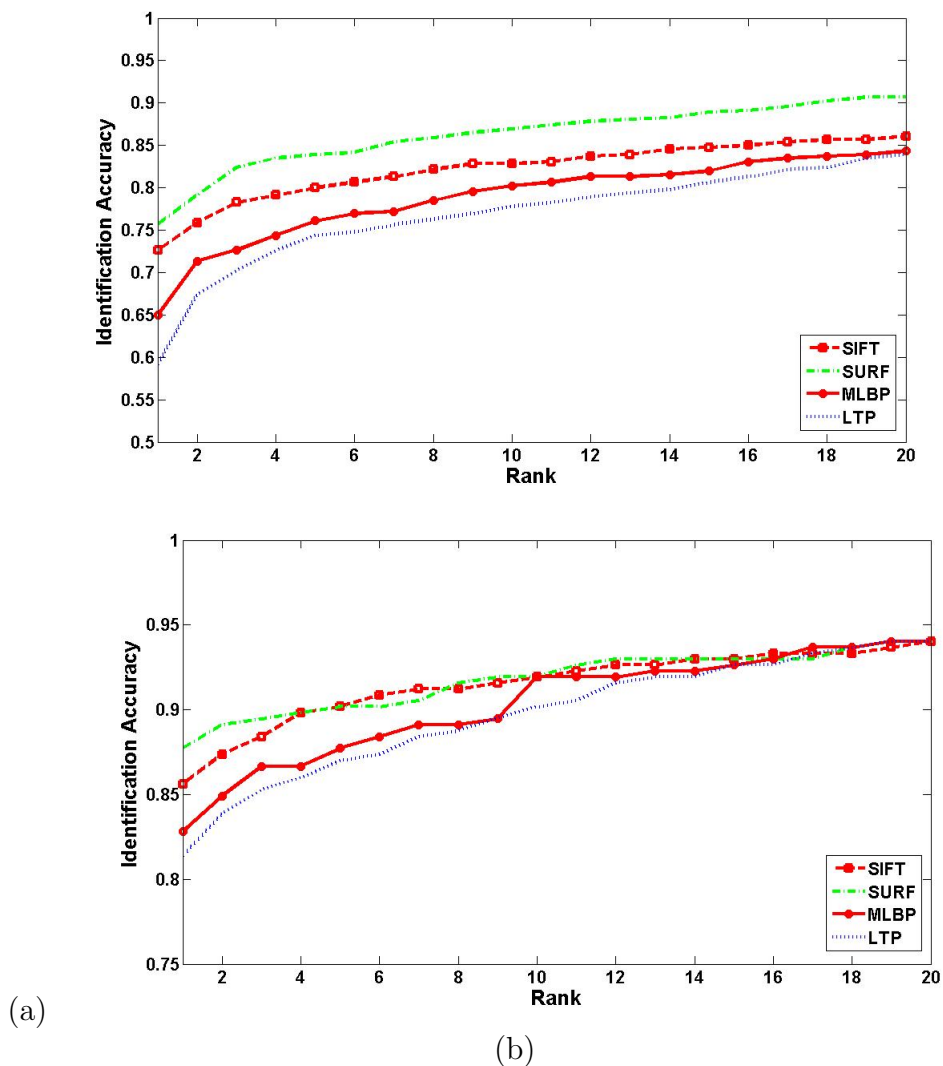 1
0.95
0.9
0.85
0.8
0.75
0.7
0.65
0.6
0.55
0.5
Identification Accuracy
2 4 6 8 10 12 14 16 18 20
Rank
SIFT
SURF
MLBP
LTP
1
0.95
0.9
0.85
0.8
0.75
Identification Accuracy
2 4 6 8 10 12 14 16 18 20
Rank
SIFT
SURF
MLBP
LTP
(a)
(b)